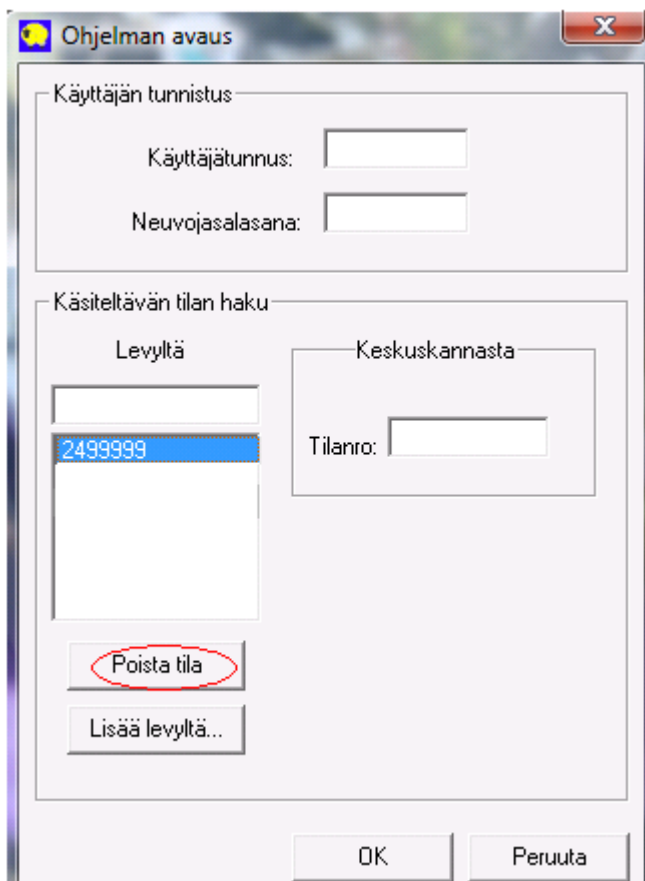 Ohjelman avaus
Käyttäjän tunnistus
Käyttäjätunnus:
Neuvojasalasana:
Käsiteltävän tilan haku
Levyltä
2499999
Poista tila
Lisää levyltä...
Keskuskannasta
Tilanro:
OK
Peruuta